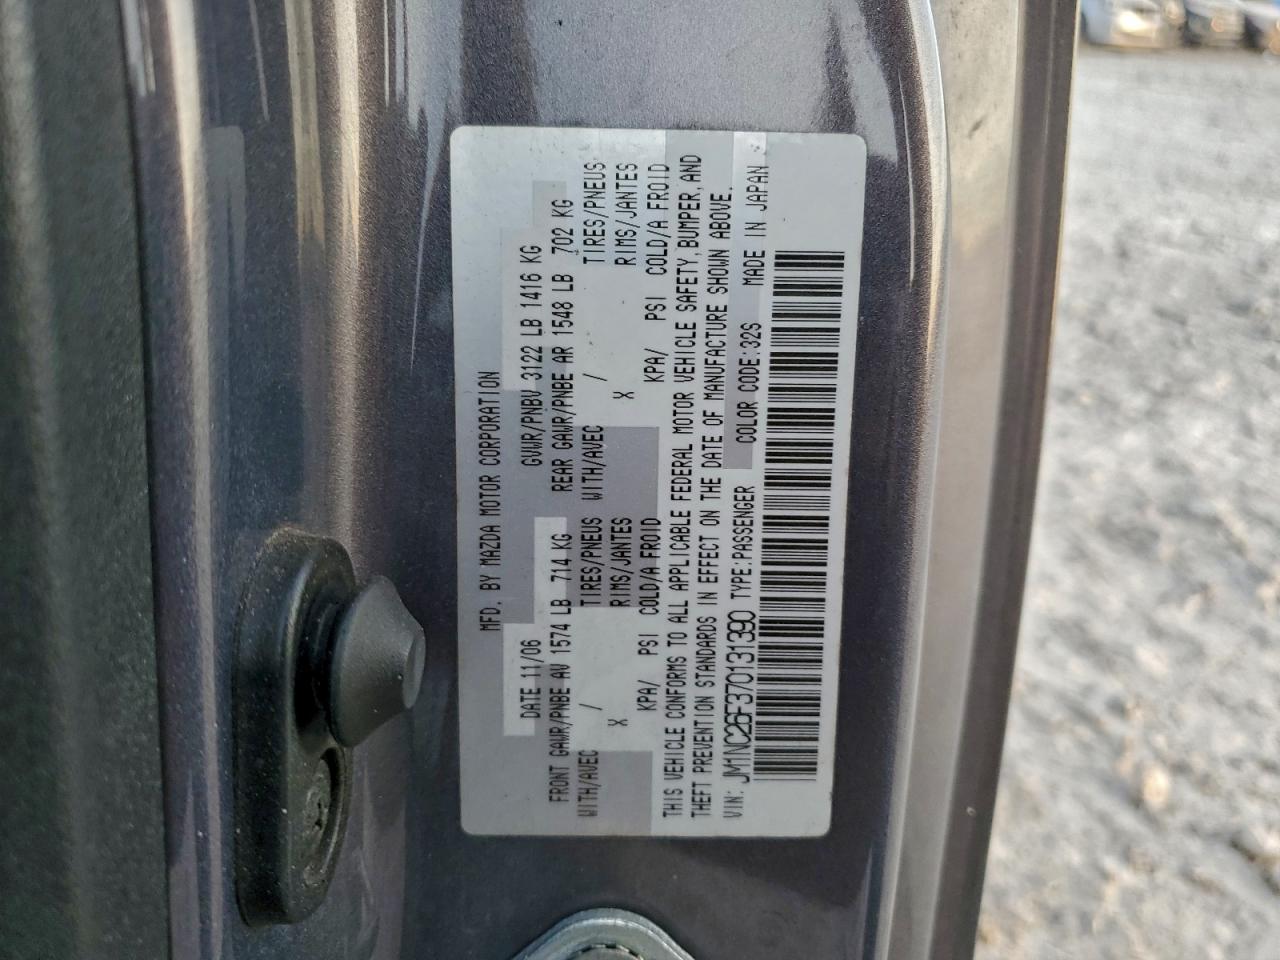 MFD. BY MAZDA MOTOR CORPORATION
DATE 11/06 GVWR/PNBV 3122 LB 1416 KG
FRONT GAWR/PNBE AV 1574 LB 714 KG REAR GAWR/PNBE AR 1548 LB 702 KG
WITH/AVEC / TIRES/PNEUS WITH/AVEC / TIRES/PNEUS
X RIMS/JANTES X RIMS/JANTES
KPA/ PSI COLD/A FROID KPA/ PSI COLD/A FROID
THIS VEHICLE CONFORMS TO ALL APPLICABLE FEDERAL MOTOR VEHICLE SAFETY, BUMPER, AND
THEFT PREVENTION STANDARDS IN EFFECT ON THE DATE OF MANUFACTURE SHOWN ABOVE.
VIN: JM1NC26F370131390 TYPE:PASSENGER COLOR CODE:32S MADE IN JAPAN